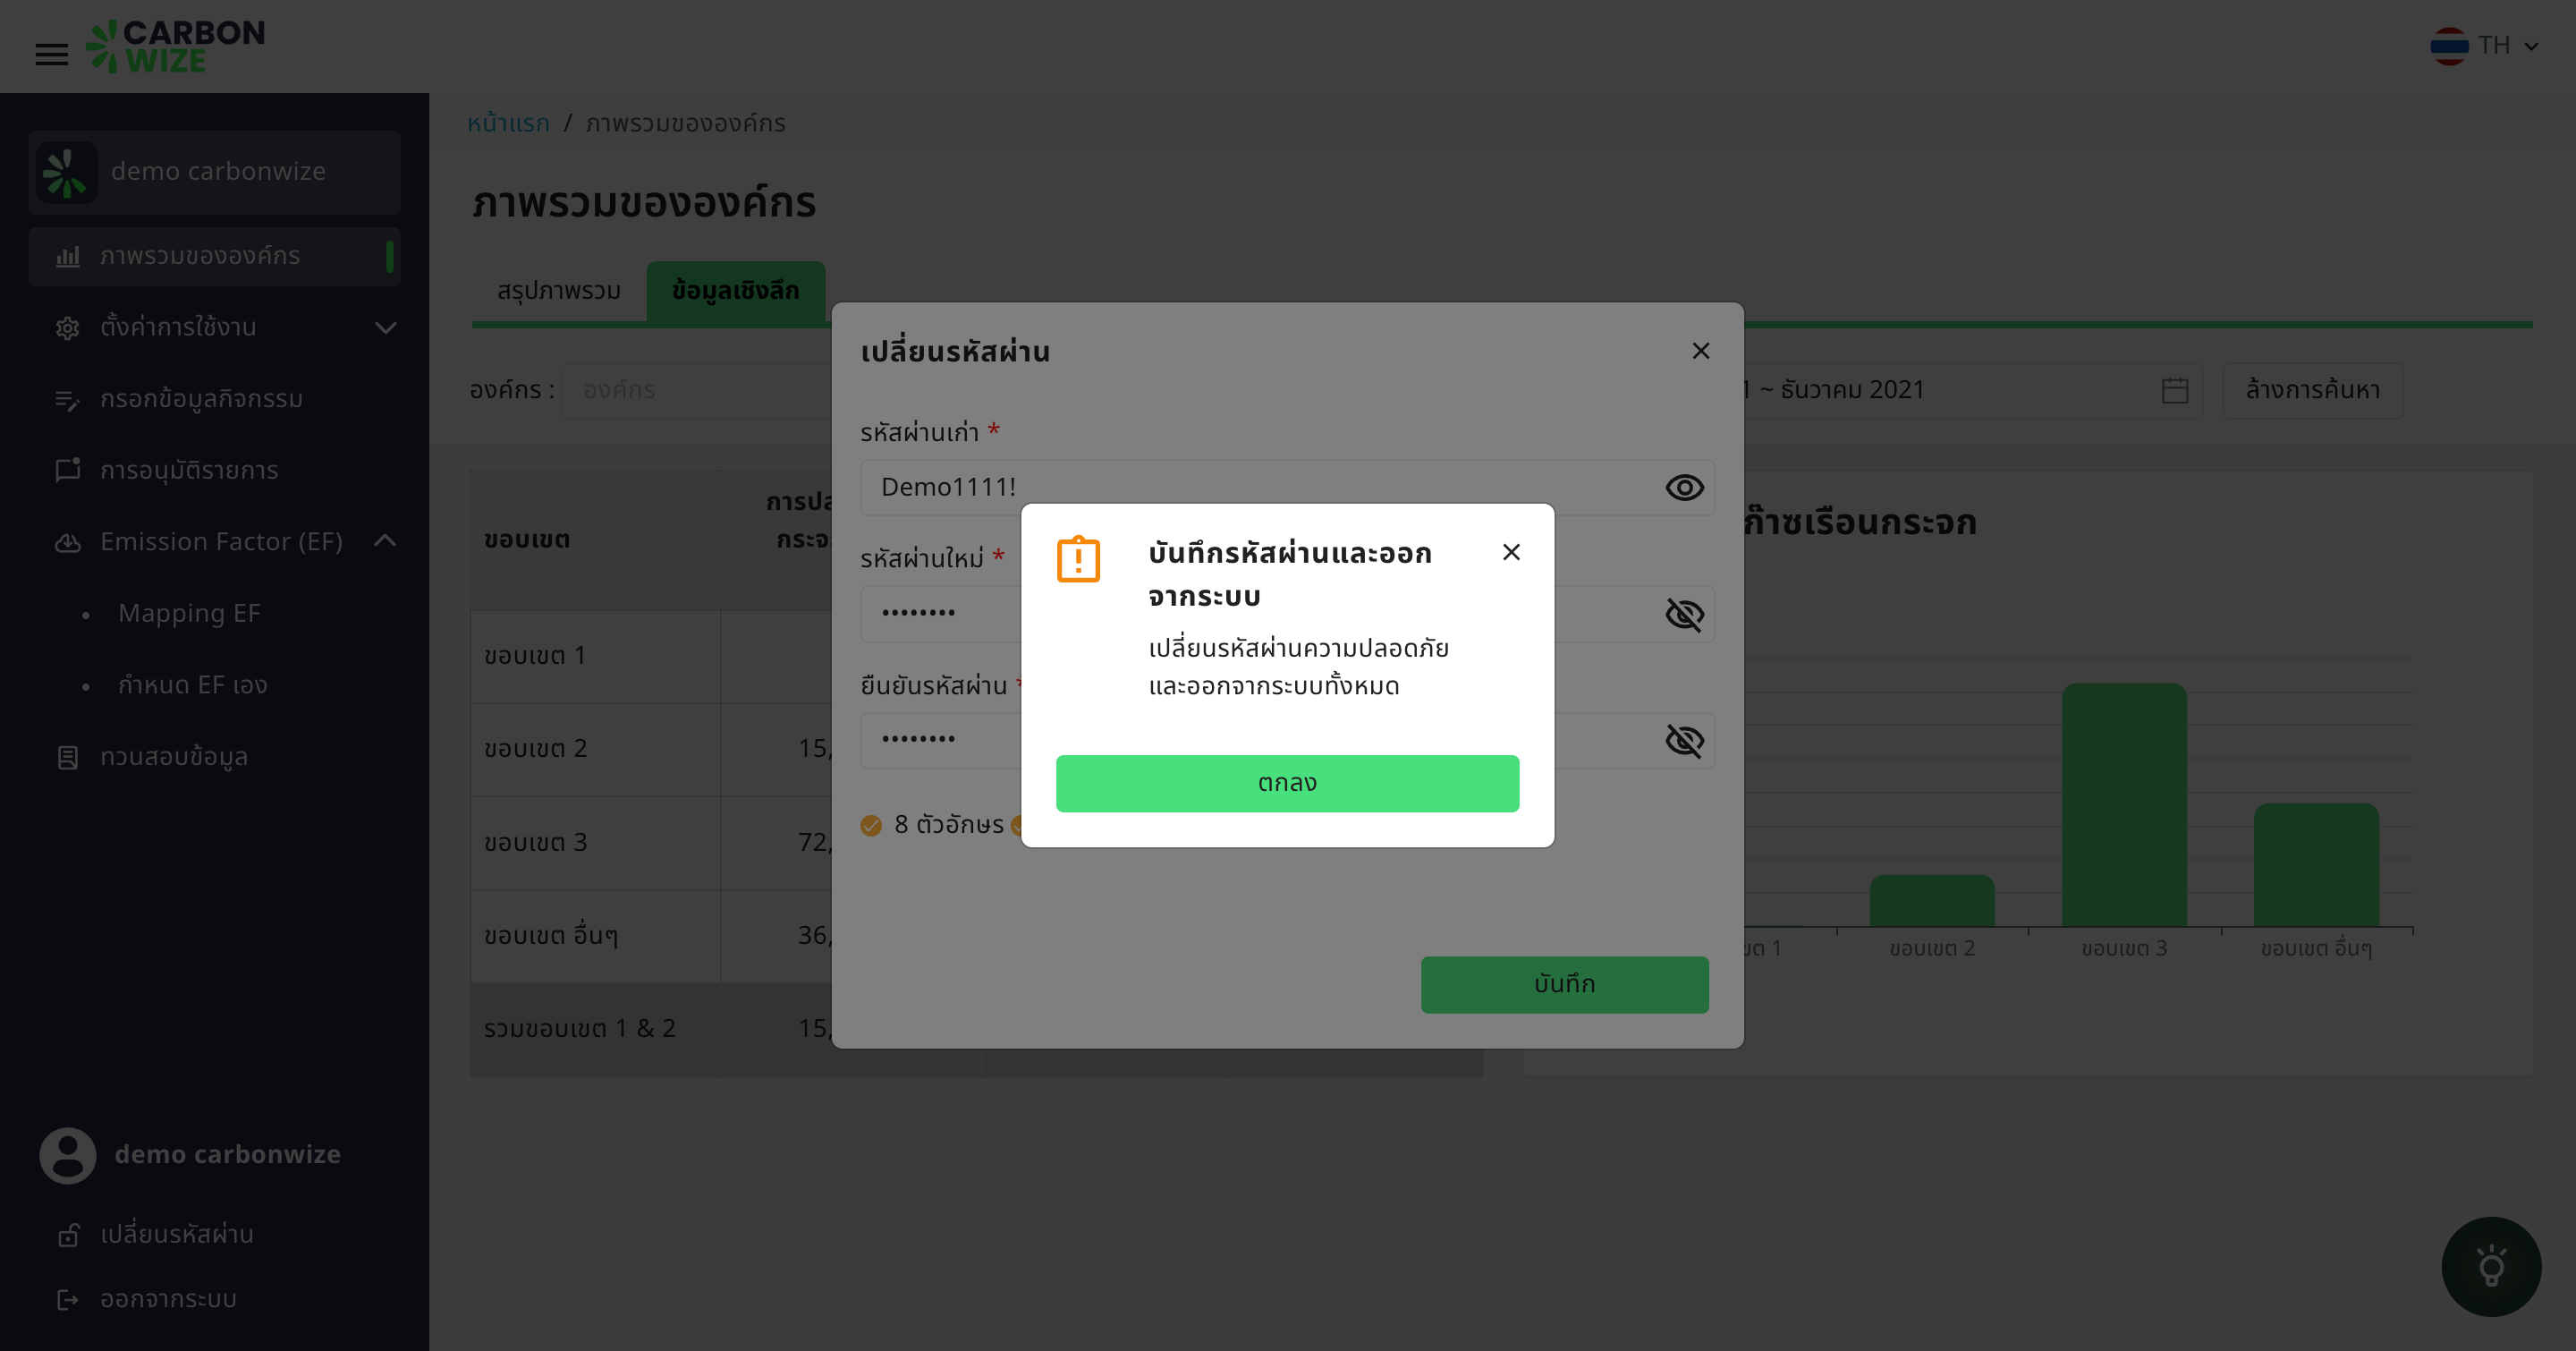 CARBON
WIZE
TH
demo carbonwize
ภาพรวมขององค์กร
ตั้งค่าการใช้งาน
กรอกข้อมูลกิจกรรม
การอนุมัติรายการ
Emission Factor (EF)
Mapping EF
กำหนด EF เอง
ทวนสอบข้อมูล
demo carbonwize
เปลี่ยนรหัสผ่าน
ออกจากระบบ
หน้าแรก / ภาพรวมขององค์กร
ภาพรวมขององค์กร
สรุปภาพรวม ข้อมูลเชิงลึก
องค์กร : องค์กร
1 ~ ธันวาคม 2021 ล้างการค้นหา
ขอบเขต
ขอบเขต 1
ขอบเขต 2 15,
ขอบเขต 3 72,
ขอบเขต อื่นๆ 36,
รวมขอบเขต 1 & 2 15,
เปลี่ยนรหัสผ่าน
รหัสผ่านเก่า *
Demo1111!
รหัสผ่านใหม่ *
••••••••
ยืนยันรหัสผ่าน *
••••••••
8 ตัวอักษร
บันทึก
บันทึกรหัสผ่านและออก
จากระบบ
เปลี่ยนรหัสผ่านความปลอดภัย
และออกจากระบบทั้งหมด
ตกลง
ก๊าซเรือนกระจก
ขต 1 ขอบเขต 2 ขอบเขต 3 ขอบเขต อื่นๆ